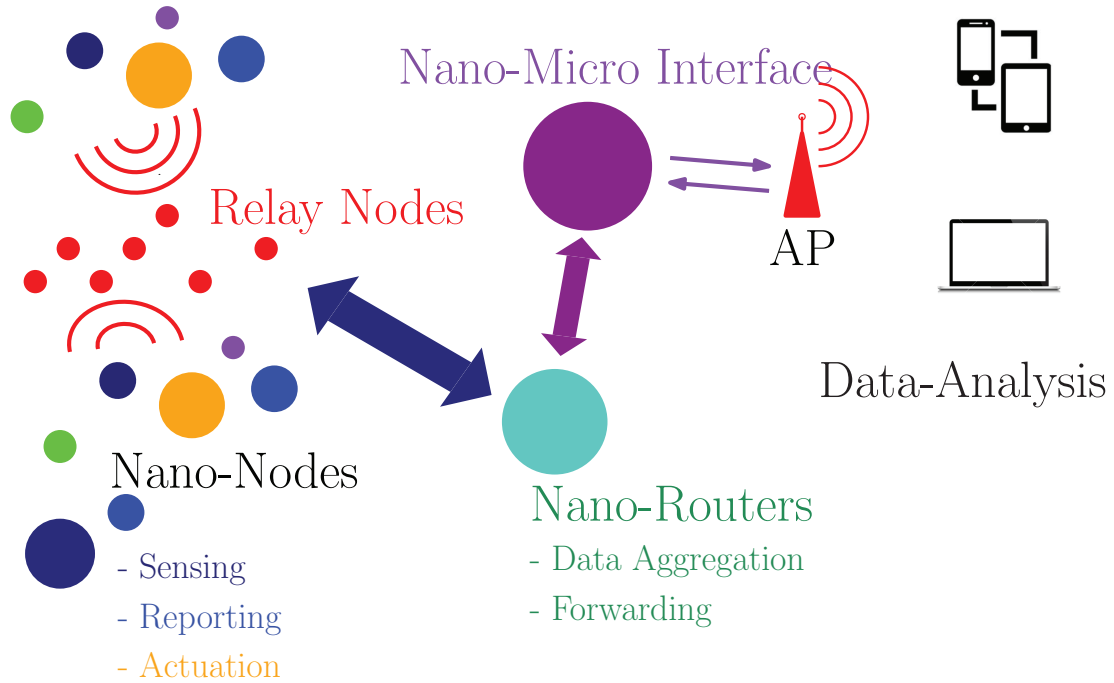 Nano-Micro Interface
Relay Nodes
AP
Data-Analysis
Nano-Nodes
- Sensing
- Reporting
- Actuation
Nano-Routers
- Data Aggregation
- Forwarding